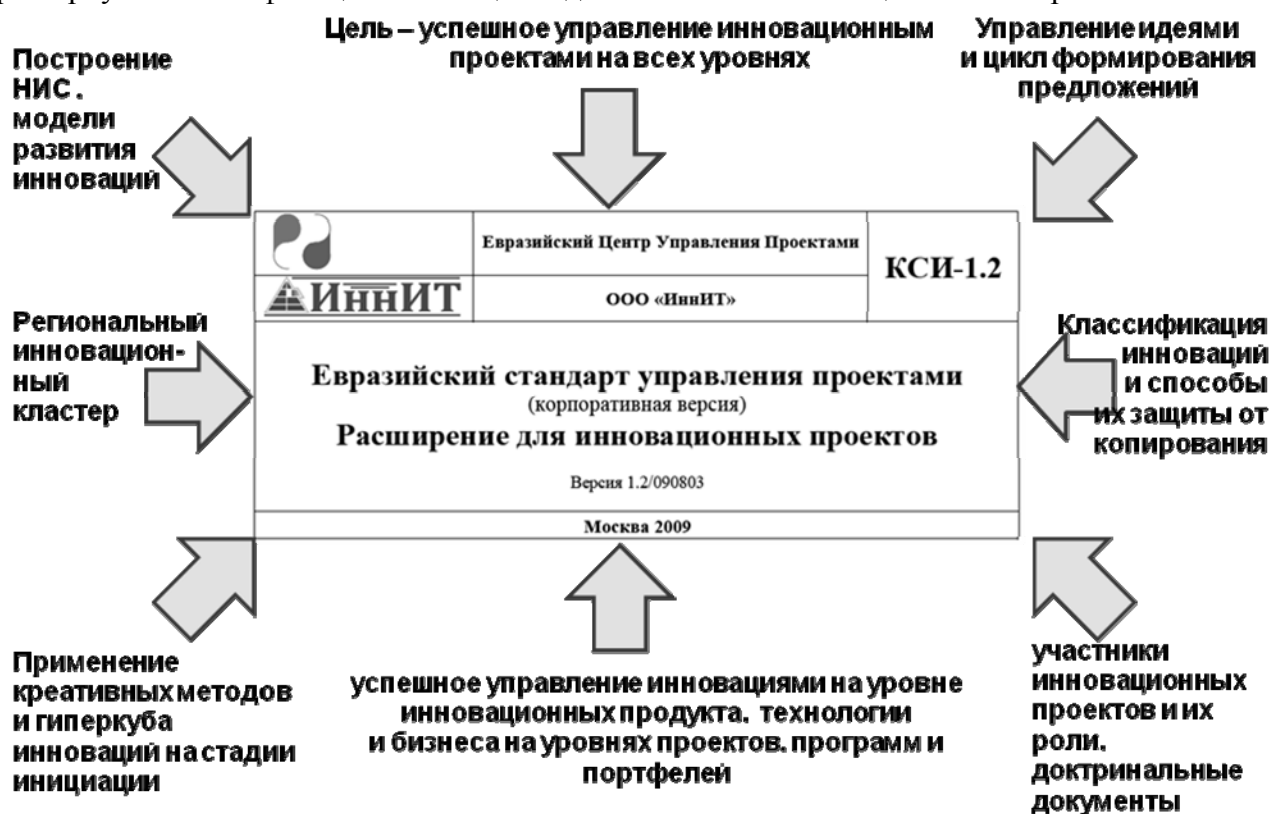 Цель – успешное управление инновационным
проектами на всех уровнях
Управление идеями
и цикл формирования
предложений
Построение
НИС.
модели
развития
инноваций
Евразийский Центр Управления Проектами
КСИ-1.2
ИннИТ
ООО «ИннИТ»
Региональный
инновацион-
ный
кластер
Классификация
инноваций
и способы
их защиты от
копирования
Евразийский стандарт управления проектами
(корпоративная версия)
Расширение для инновационных проектов
Версия 1.2/090803
Москва 2009
Применение
креативных методов
и гиперкуба
инноваций на стадии
инициации
успешное управление инновациями на уровне
инновационных продукта. технологии
и бизнеса на уровнях проектов. программ и
портфелей
участники
инновационных
проектов и их
роли.
доктринальные
документы